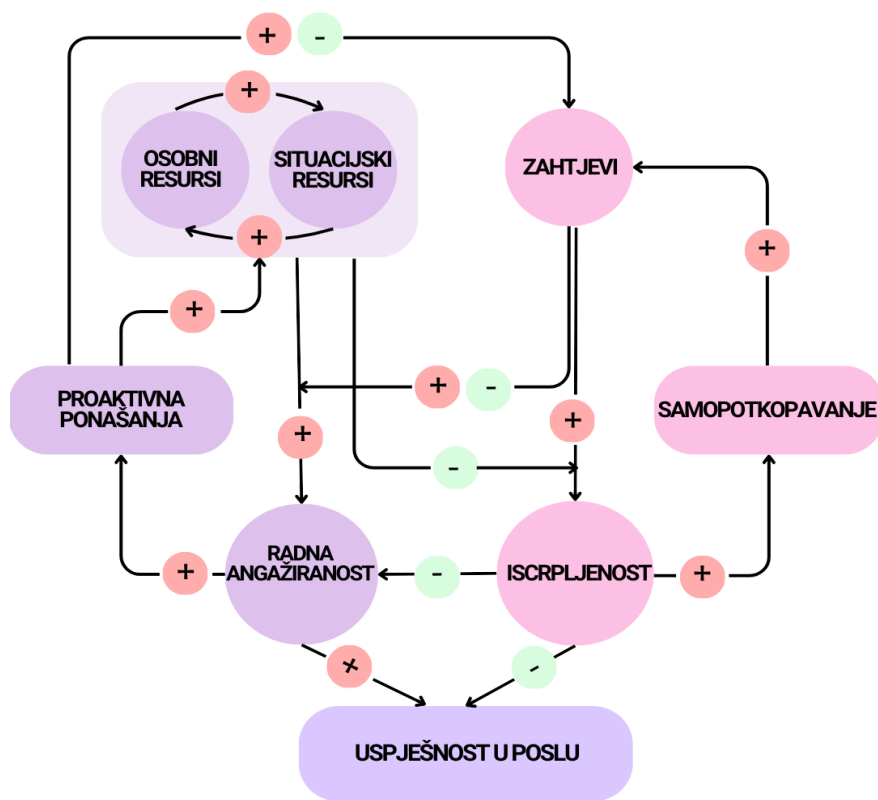 + -
+
OSOBNI
RESURSI
SITUACIJSKI
RESURSI
ZAHTJEVI
+
+
+
PROAKTIVNA
PONAŠANJA
+ -
SAMOPOTKOPAVANJE
+
+
-
RADNA
ANGAŽIRANOST
ISCRPLJENOST
+
-
+
+
-
USPJEŠNOST U POSLU